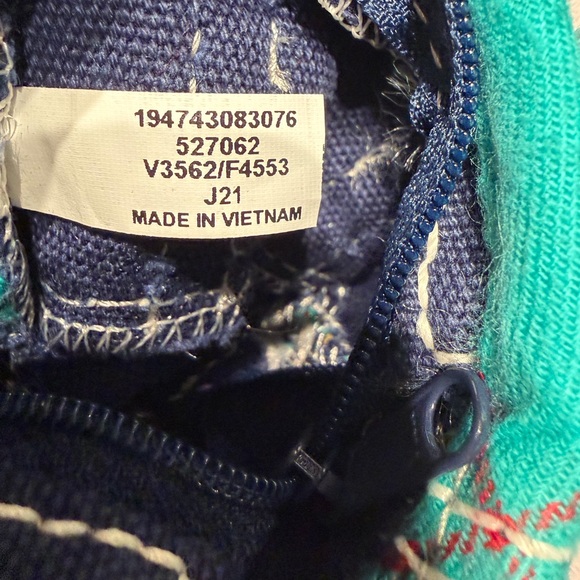 194743083076
527062
V3562/F4553
J21
MADE IN VIETNAM